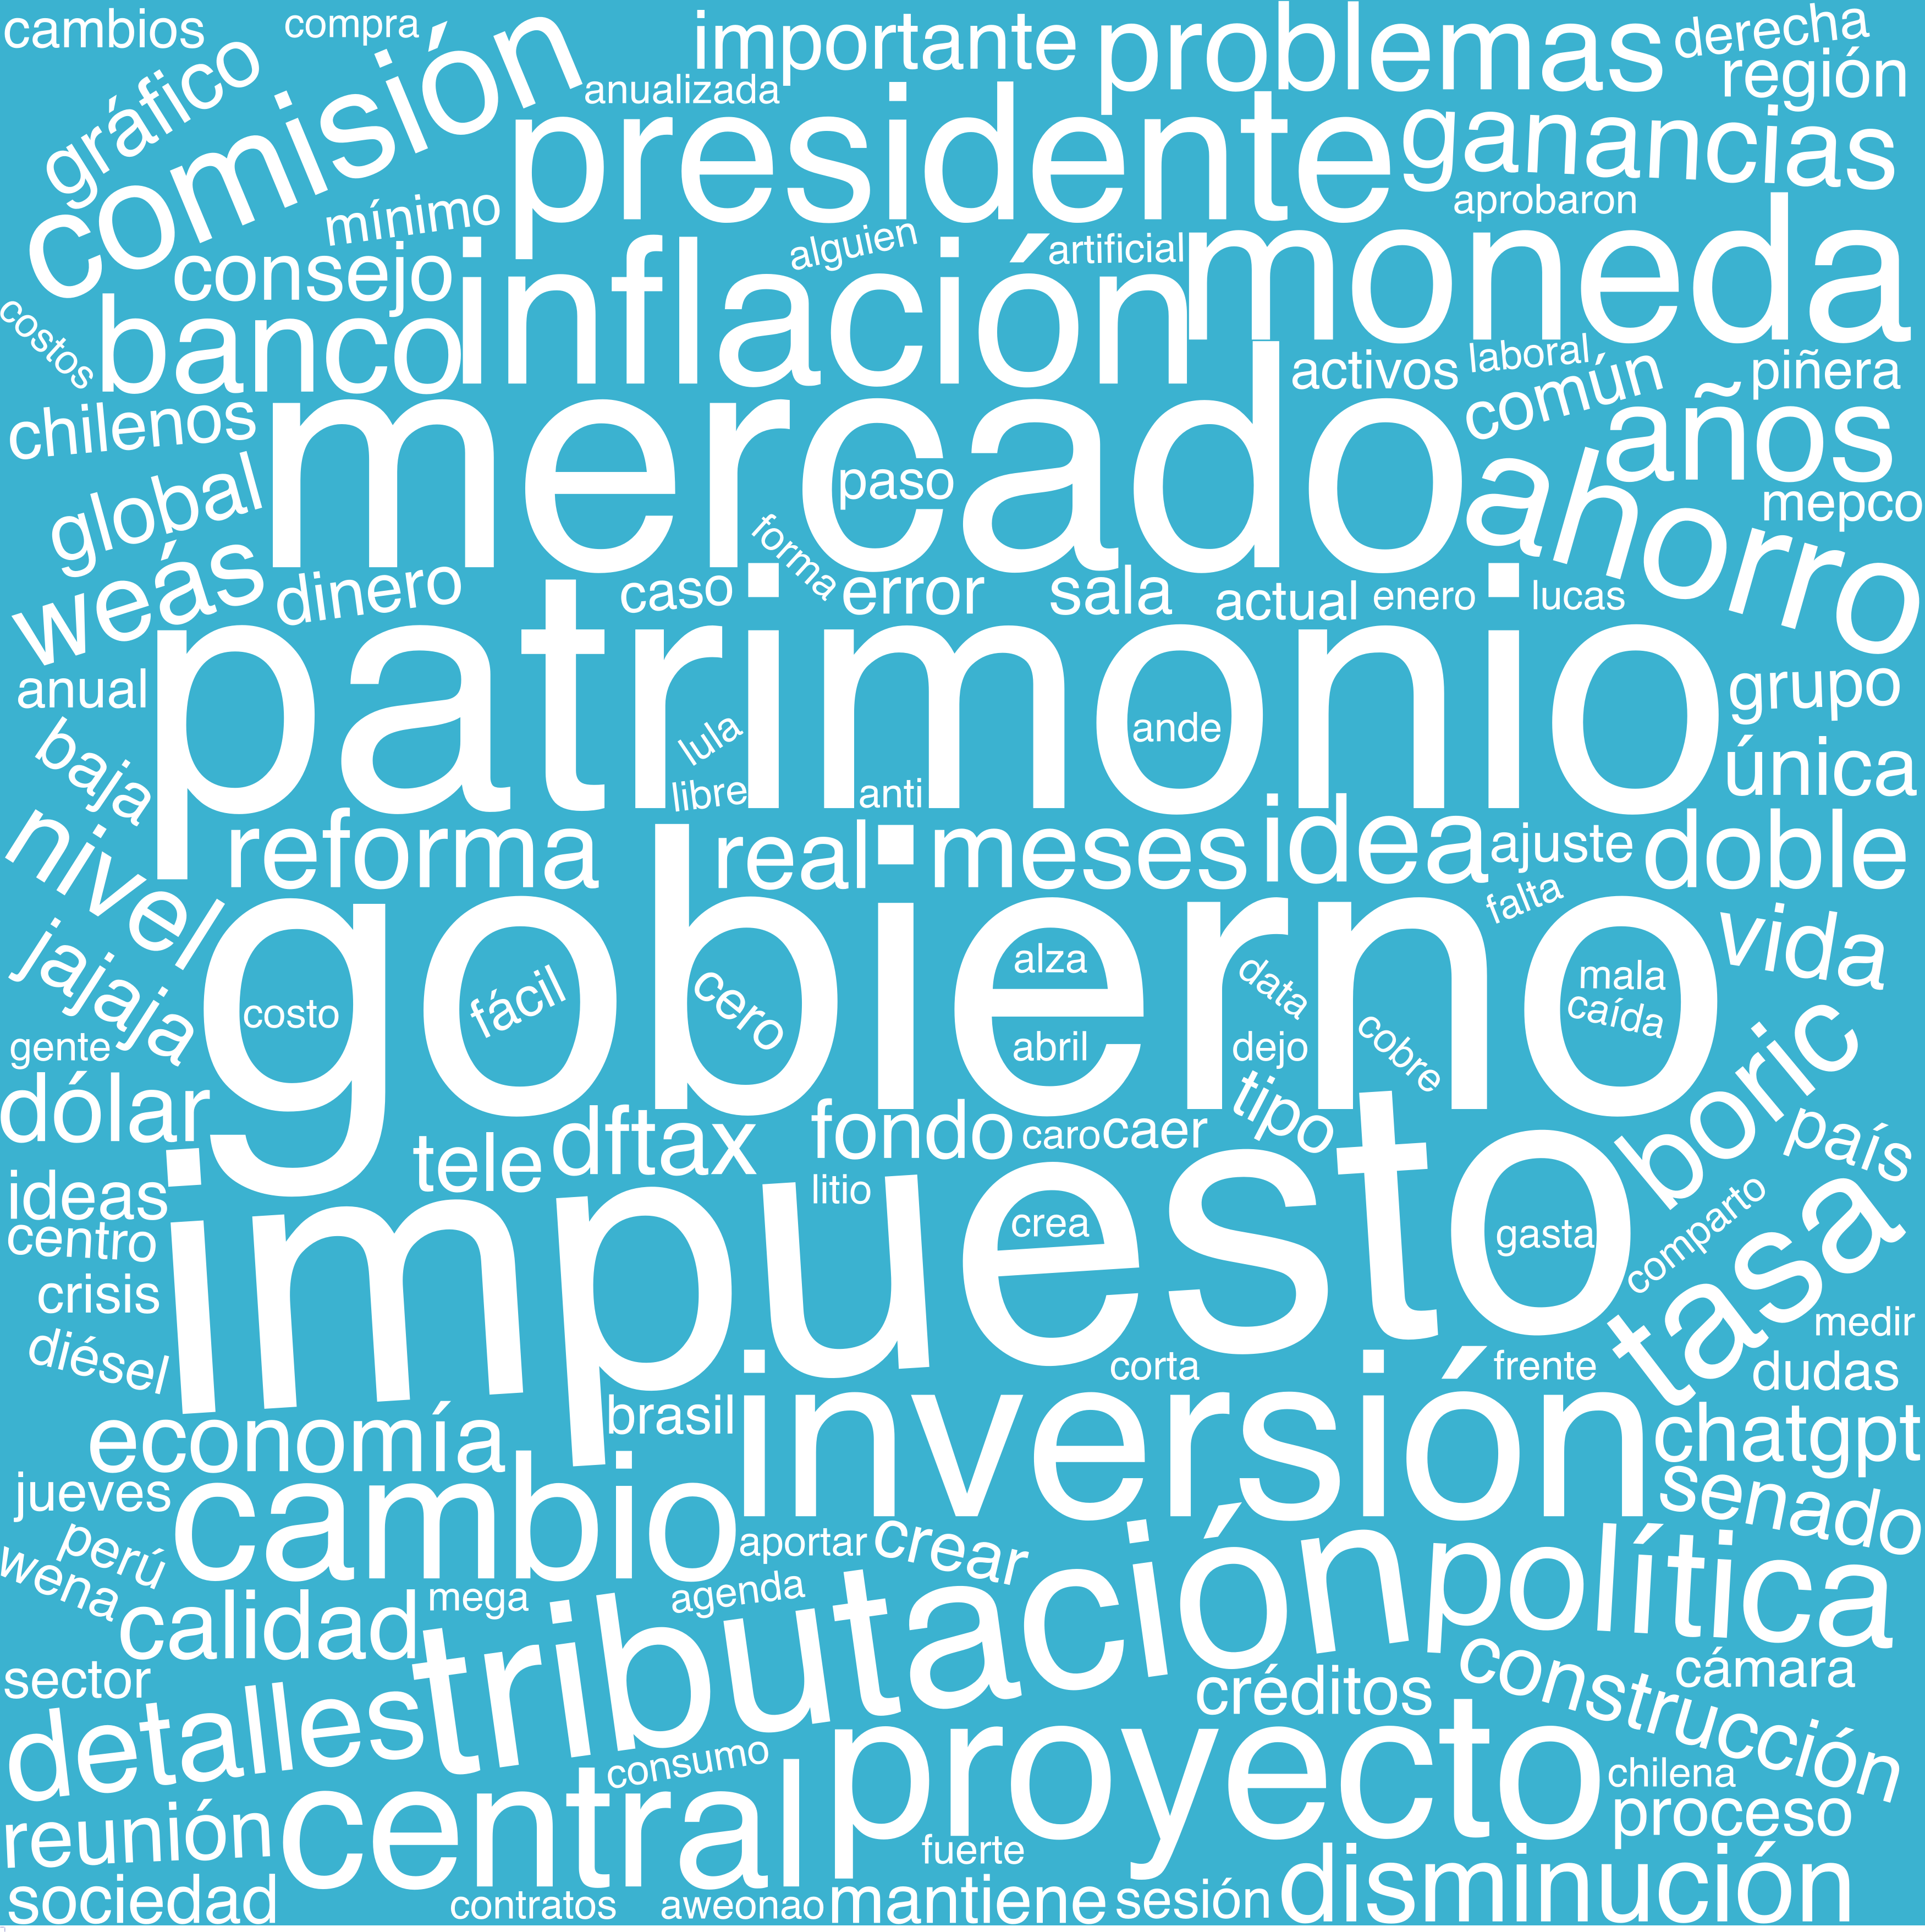 cambios
compra
importante
problemas
derecha
región
gráfico
comisión
anualizada
presidente
ganancias
aprobaron
mínimo
alguien
artificial
moneda
consejo
inflación
costos
banco
activos
laboral
común
piñera
chilenos
mercado
paso
años
ahorro
mepco
global
weás
dinero
caso
forma
error
sala
actual
enero
lucas
anual
patrimonio
lula
ande
grupo
única
baja
libre
anti
nivel
reforma
real
meses
idea
ajuste
doble
falta
jajaja
gobierno
costo
fácil
cero
alza
abril
data
dejo
cobre
mala
caída
vida
gente
dólar
tele
dftax
fondo
caro
caer
tipo
boric
país
ideas
centro
crisis
diésel
impuesto
litio
crea
gasta
comparto
tasa
medir
dudas
economía
brasil
corta
inversión
frente
chatgpt
jueves
cambio
senado
perú
wena
aportar
crear
política
calidad
mega
agenda
tributación
sector
detalles
créditos
construcción
cámara
consumo
proyecto
chilena
proceso
reunión
central
fuerte
sociedad
contratos
aweonao
mantiene
sesión
disminución